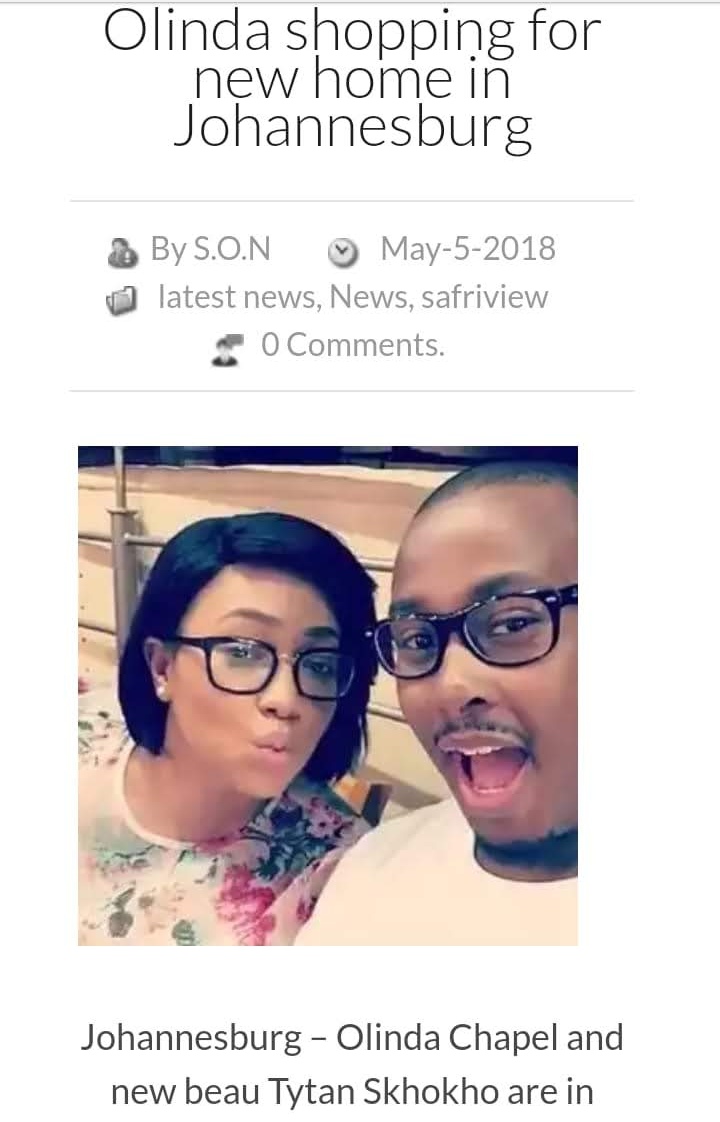 Olinda shopping for
new home in
Johannesburg
By S.O.N May-5-2018
latest news, News, safriview
0 Comments.
Johannesburg – Olinda Chapel and
new beau Tytan Skhokho are in